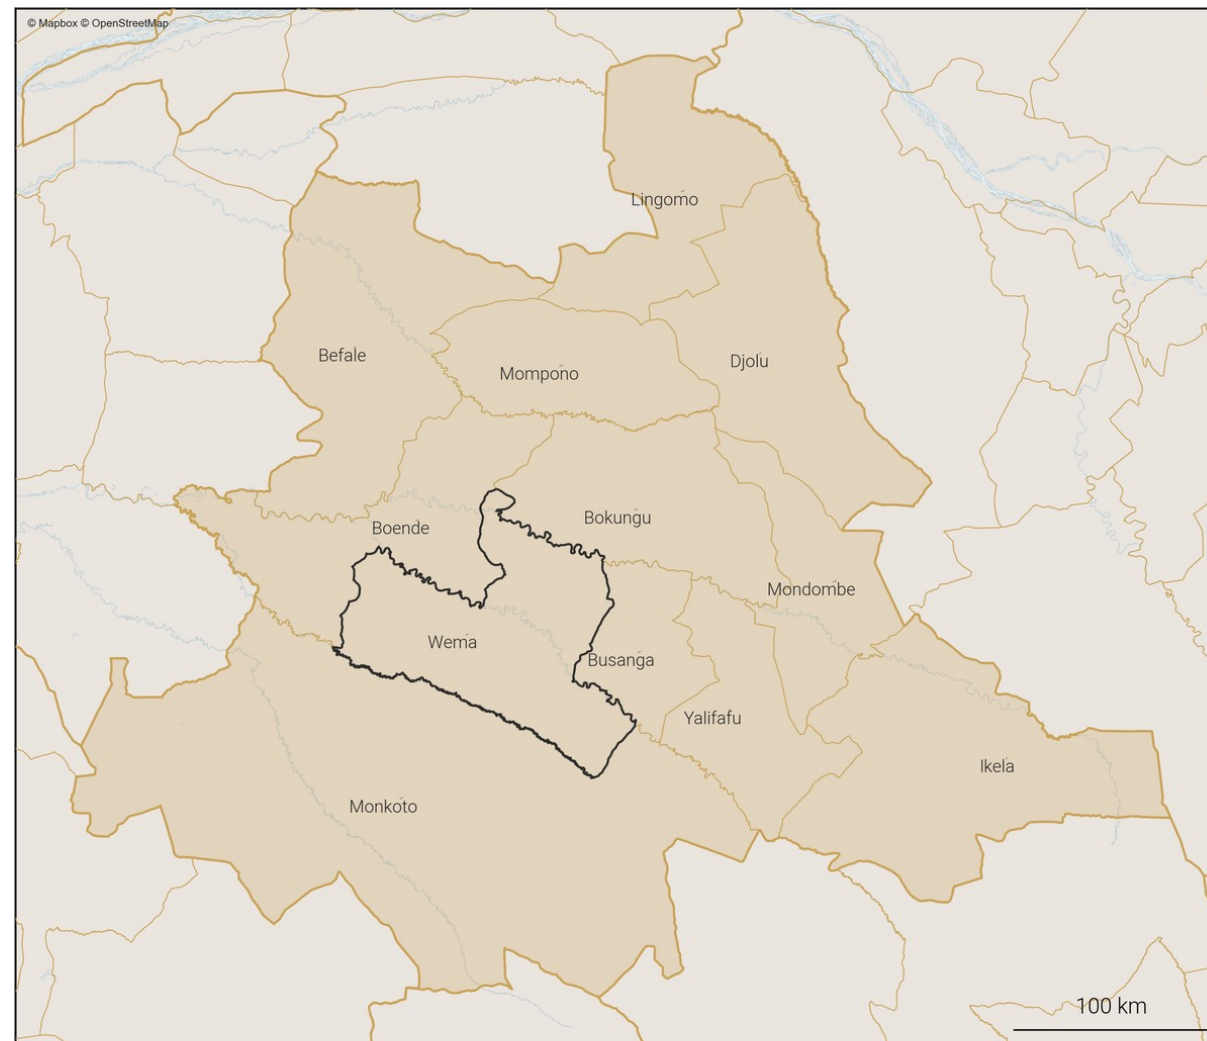 © Mapbox © OpenStreetMap
Lingomo
Befale
Mompono
Djolu
Boende
Bokungu
Mondombe
Wema
Busanga
Yalifafu
Ikela
Monkoto
100 km